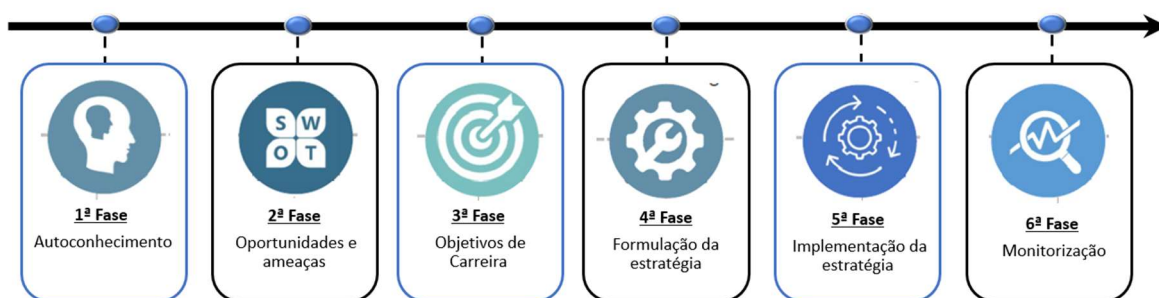 S W
O T
1ª Fase
Autoconhecimento
2ª Fase
Oportunidades e
ameaças
3ª Fase
Objetivos de
Carreira
4ª Fase
Formulação da
estratégia
5ª Fase
Implementação da
estratégia
6ª Fase
Monitorização